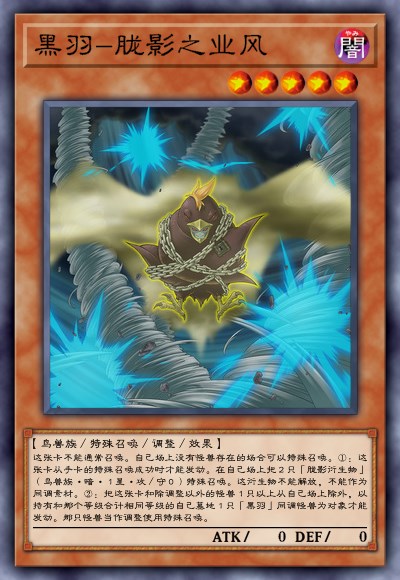 黑羽-胧影之业风
やみ
闇
【鸟兽族/特殊召唤/调整/效果】
这张卡不能通常召唤。自己场上没有怪兽存在的场合可以特殊召唤。①:这
张卡从手卡的特殊召唤成功时才能发动。在自己场上把2只「胧影衍生物」
(鸟兽族・暗・1星・攻/守0)特殊召唤。这衍生物不能解放,不能作为
同调素材。②:把这张卡和除调整以外的怪兽1只以上从自己场上除外,以
持有和那个等级合计相同等级的自己墓地1只「黑羽」同调怪兽为对象才能
发动。那只怪兽当作调整使用特殊召唤。
ATK/ 0 DEF/ 0